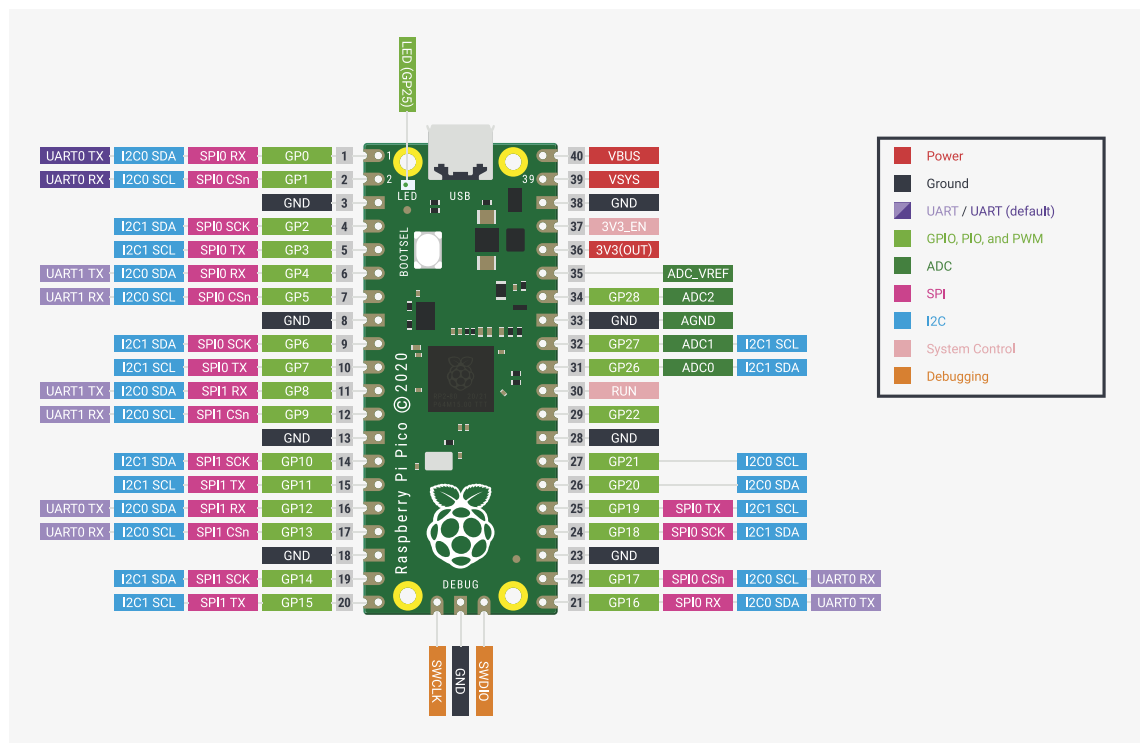 LED (GP25)
UART0 TX I2C0 SDA SPI0 RX GP0 1 1 40 VBUS
UART0 RX I2C0 SCL SPI0 CSn GP1 2 2 39 39 VSYS
LED USB
GND 3 38 GND
I2C1 SDA SPI0 SCK GP2 4 37 3V3_EN
BOOTSEL
I2C1 SCL SPI0 TX GP3 5 36 3V3(OUT)
UART1 TX I2C0 SDA SPI0 RX GP4 6 35 ADC_VREF
UART1 RX I2C0 SCL SPI0 CSn GP5 7 34 GP28 ADC2
GND 8 33 GND AGND
I2C1 SDA SPI0 SCK GP6 9 32 GP27 ADC1 I2C1 SCL
I2C1 SCL SPI0 TX GP7 10 31 GP26 ADC0 I2C1 SDA
UART1 TX I2C0 SDA SPI1 RX GP8 11 30 RUN
UART1 RX I2C0 SCL SPI1 CSn GP9 12 29 GP22
GND 13 28 GND
I2C1 SDA SPI1 SCK GP10 14 27 GP21 I2C0 SCL
I2C1 SCL SPI1 TX GP11 15 26 GP20 I2C0 SDA
UART0 TX I2C0 SDA SPI1 RX GP12 16 25 GP19 SPI0 TX I2C1 SCL
UART0 RX I2C0 SCL SPI1 CSn GP13 17 24 GP18 SPI0 SCK I2C1 SDA
GND 18 23 GND
I2C1 SDA SPI1 SCK GP14 19 22 GP17 SPI0 CSn I2C0 SCL UART0 RX
I2C1 SCL SPI1 TX GP15 20 21 GP16 SPI0 RX I2C0 SDA UART0 TX
Raspberry Pi Pico © 2020
DEBUG
SWCLK GND SWDIO
Power
Ground
UART / UART (default)
GPIO, PIO, and PWM
ADC
SPI
I2C
System Control
Debugging